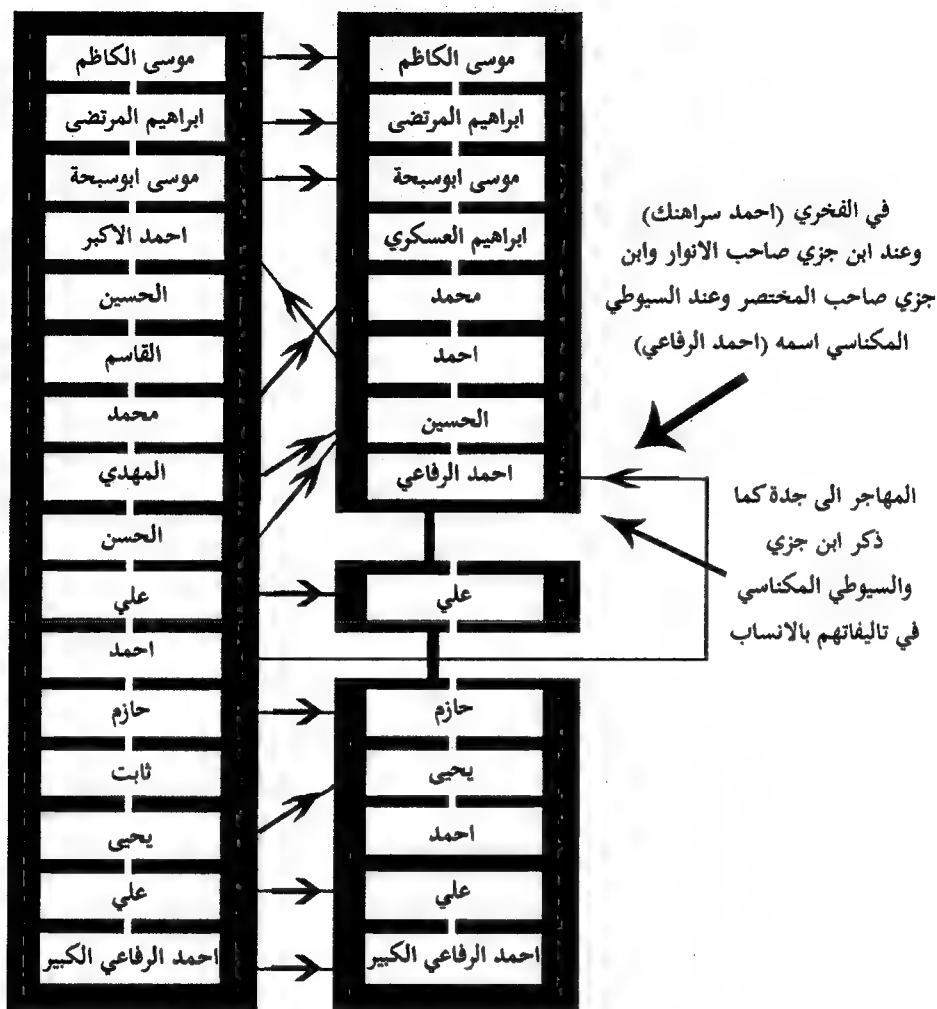 موسى الكاظم
ابراهيم المرتضى
موسى ابوسبحة
ابراهيم العسكري
محمد
احمد
الحسين
احمد الرفاعي
علي
حازم
يحيى
احمد
علي
احمد الرفاعي الكبير
موسى الكاظم
ابراهيم المرتضى
موسى ابوسبحة
احمد الاكبر
الحسين
القاسم
محمد
المهدي
الحسن
علي
احمد
حازم
ثابت
يحيى
علي
احمد الرفاعي الكبير
في الفخري (احمد سراهنك)
وعند ابن جزي صاحب الانوار وابن
جزي صاحب المختصر وعند السيوطي
المكناسي اسمه (احمد الرفاعي)
المهاجر الى جدة كما
ذكر ابن جزي
والسيوطي المكناسي
في تاليفاتهم بالانساب